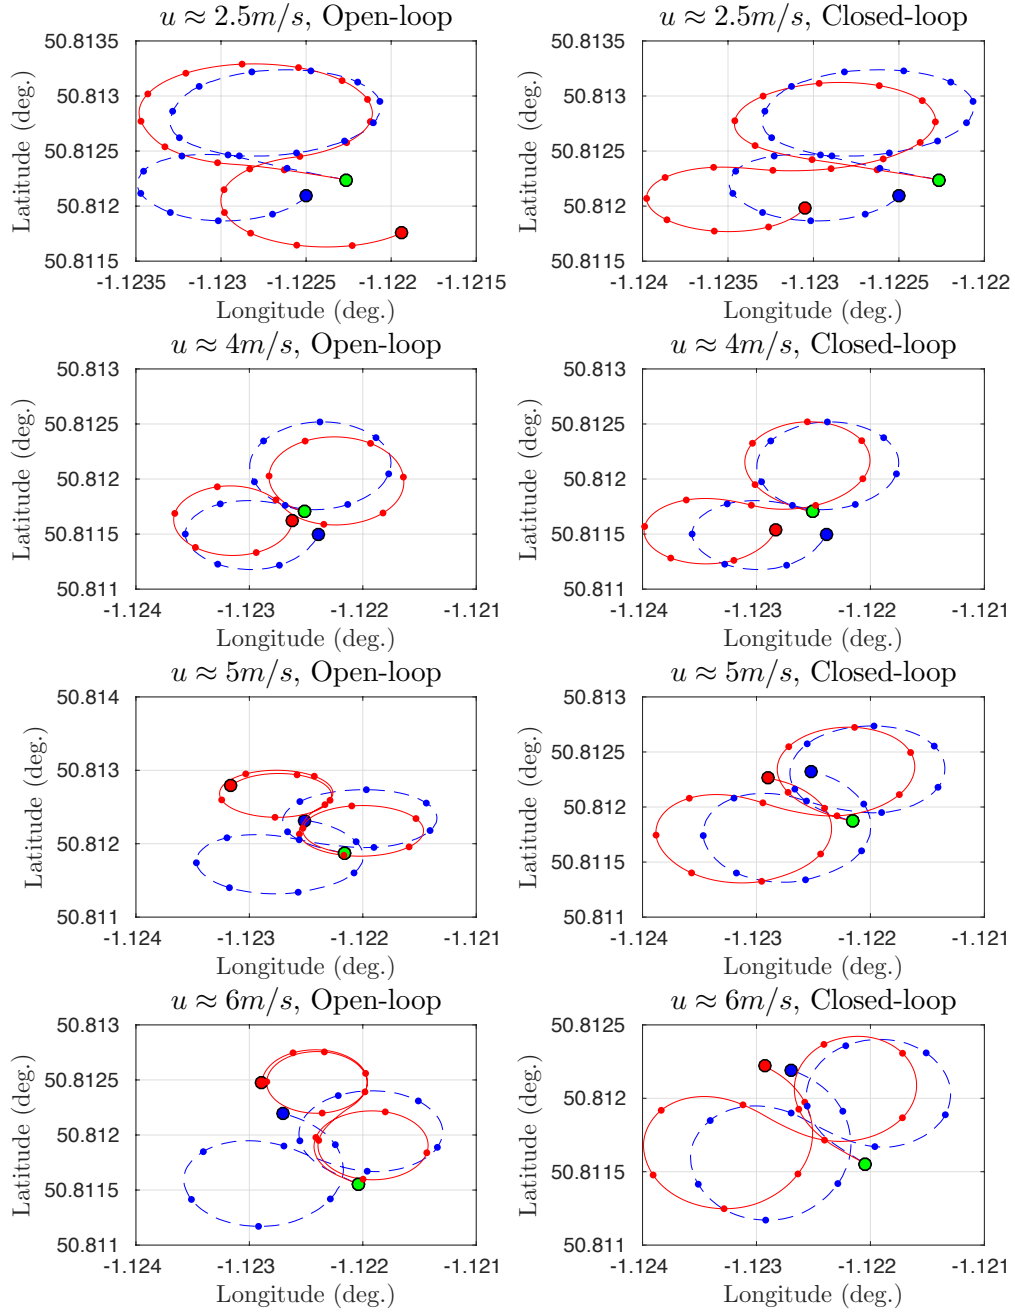 u ≈ 2.5m/s, Open-loop
50.8135
50.813
50.8125
50.812
50.8115
Latitude (deg.)
-1.1235 -1.123 -1.1225 -1.122 -1.1215
Longitude (deg.)
u ≈ 2.5m/s, Closed-loop
50.8135
50.813
50.8125
50.812
50.8115
Latitude (deg.)
-1.124 -1.1235 -1.123 -1.1225 -1.122
Longitude (deg.)
u ≈ 4m/s, Open-loop
50.813
50.8125
50.812
50.8115
50.811
Latitude (deg.)
-1.124 -1.123 -1.122 -1.121
Longitude (deg.)
u ≈ 4m/s, Closed-loop
50.813
50.8125
50.812
50.8115
50.811
Latitude (deg.)
-1.124 -1.123 -1.122 -1.121
Longitude (deg.)
u ≈ 5m/s, Open-loop
50.814
50.813
50.812
50.811
Latitude (deg.)
-1.124 -1.123 -1.122 -1.121
Longitude (deg.)
u ≈ 5m/s, Closed-loop
50.813
50.8125
50.812
50.8115
50.811
Latitude (deg.)
-1.124 -1.123 -1.122 -1.121
Longitude (deg.)
u ≈ 6m/s, Open-loop
50.813
50.8125
50.812
50.8115
50.811
Latitude (deg.)
-1.124 -1.123 -1.122 -1.121
Longitude (deg.)
u ≈ 6m/s, Closed-loop
50.8125
50.812
50.8115
50.811
Latitude (deg.)
-1.124 -1.123 -1.122 -1.121
Longitude (deg.)